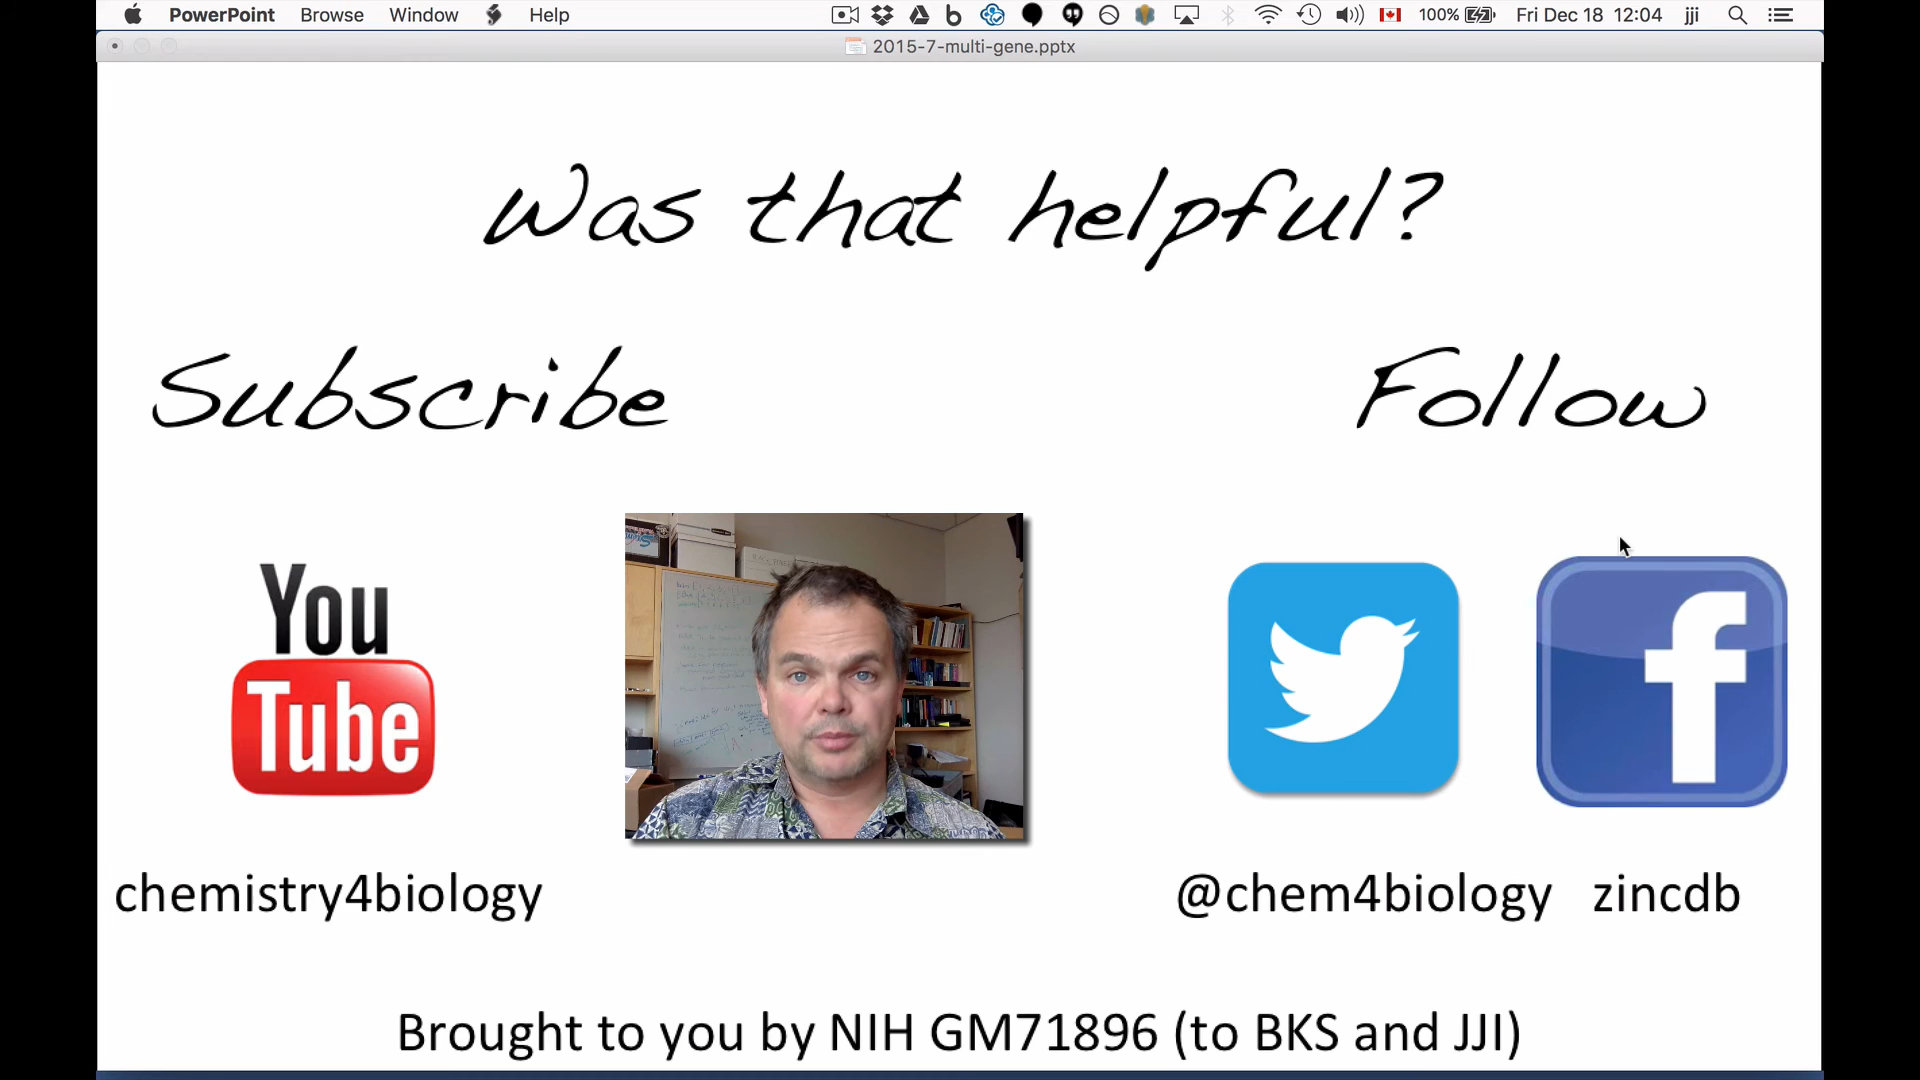 PowerPoint Browse Window Help 100% Fri Dec 18 12:04 jji
2015-7-multi-gene.pptx
Was that helpful?
Subscribe Follow
You
Tube
f
chemistry4biology @chem4biology zincdb
Brought to you by NIH GM71896 (to BKS and JJI)